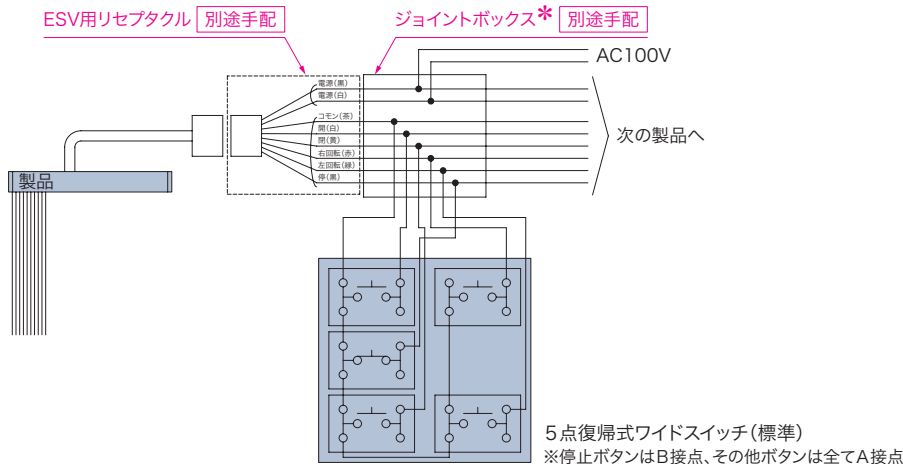 ESV用リセプタクル 別途手配
ジョイントボックス* 別途手配
AC100V
電源(黒)
電源(白)
コモン(茶)
開(白)
閉(黄)
右回転(赤)
左回転(緑)
停(黒)
次の製品へ
製品
5点復帰式ワイドスイッチ(標準)
※停止ボタンはB接点、その他ボタンは全てA接点